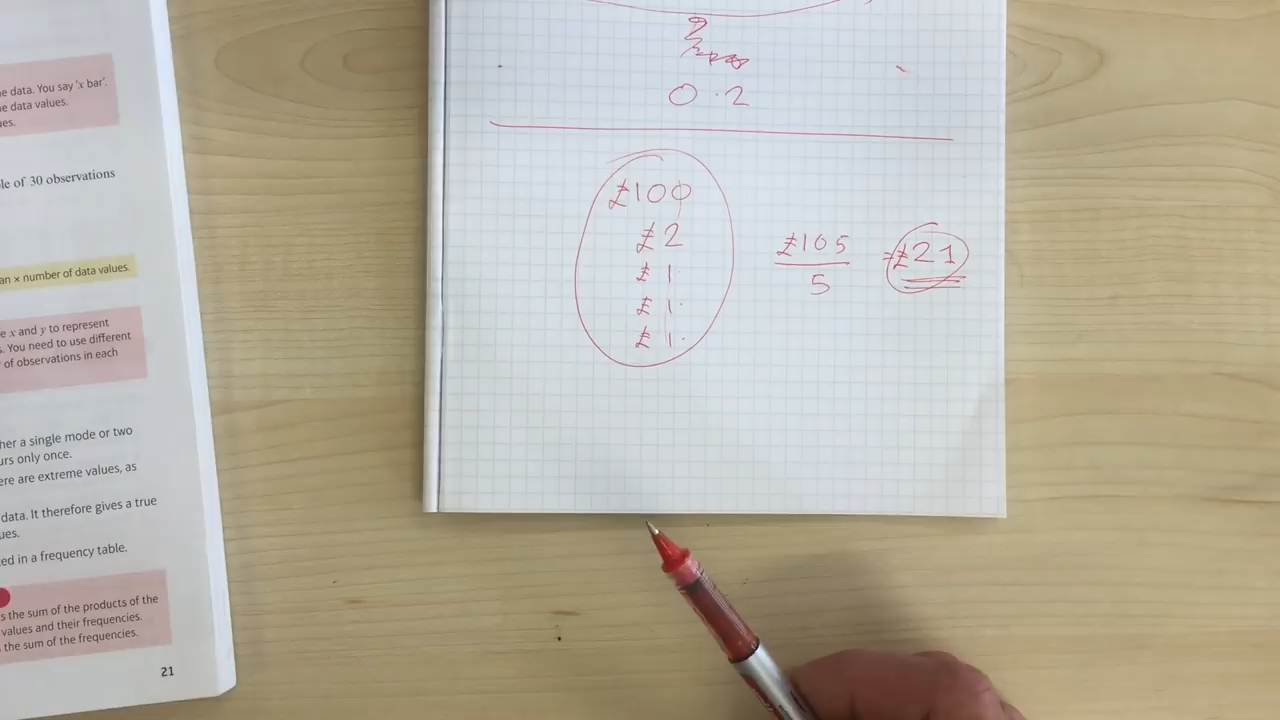 e data. You say 'x bar'.
e data values.
es.
le of 30 observations
an × number of data values.
e x and y to represent
. You need to use different
of observations in each
her a single mode or two
urs only once.
ere are extreme values, as
data. It therefore gives a true
ues.
ed in a frequency table.
s the sum of the products of the
values and their frequencies.
the sum of the frequencies.
21
0.2
£100
£2
£1
£1
£1
£105
5
=£21